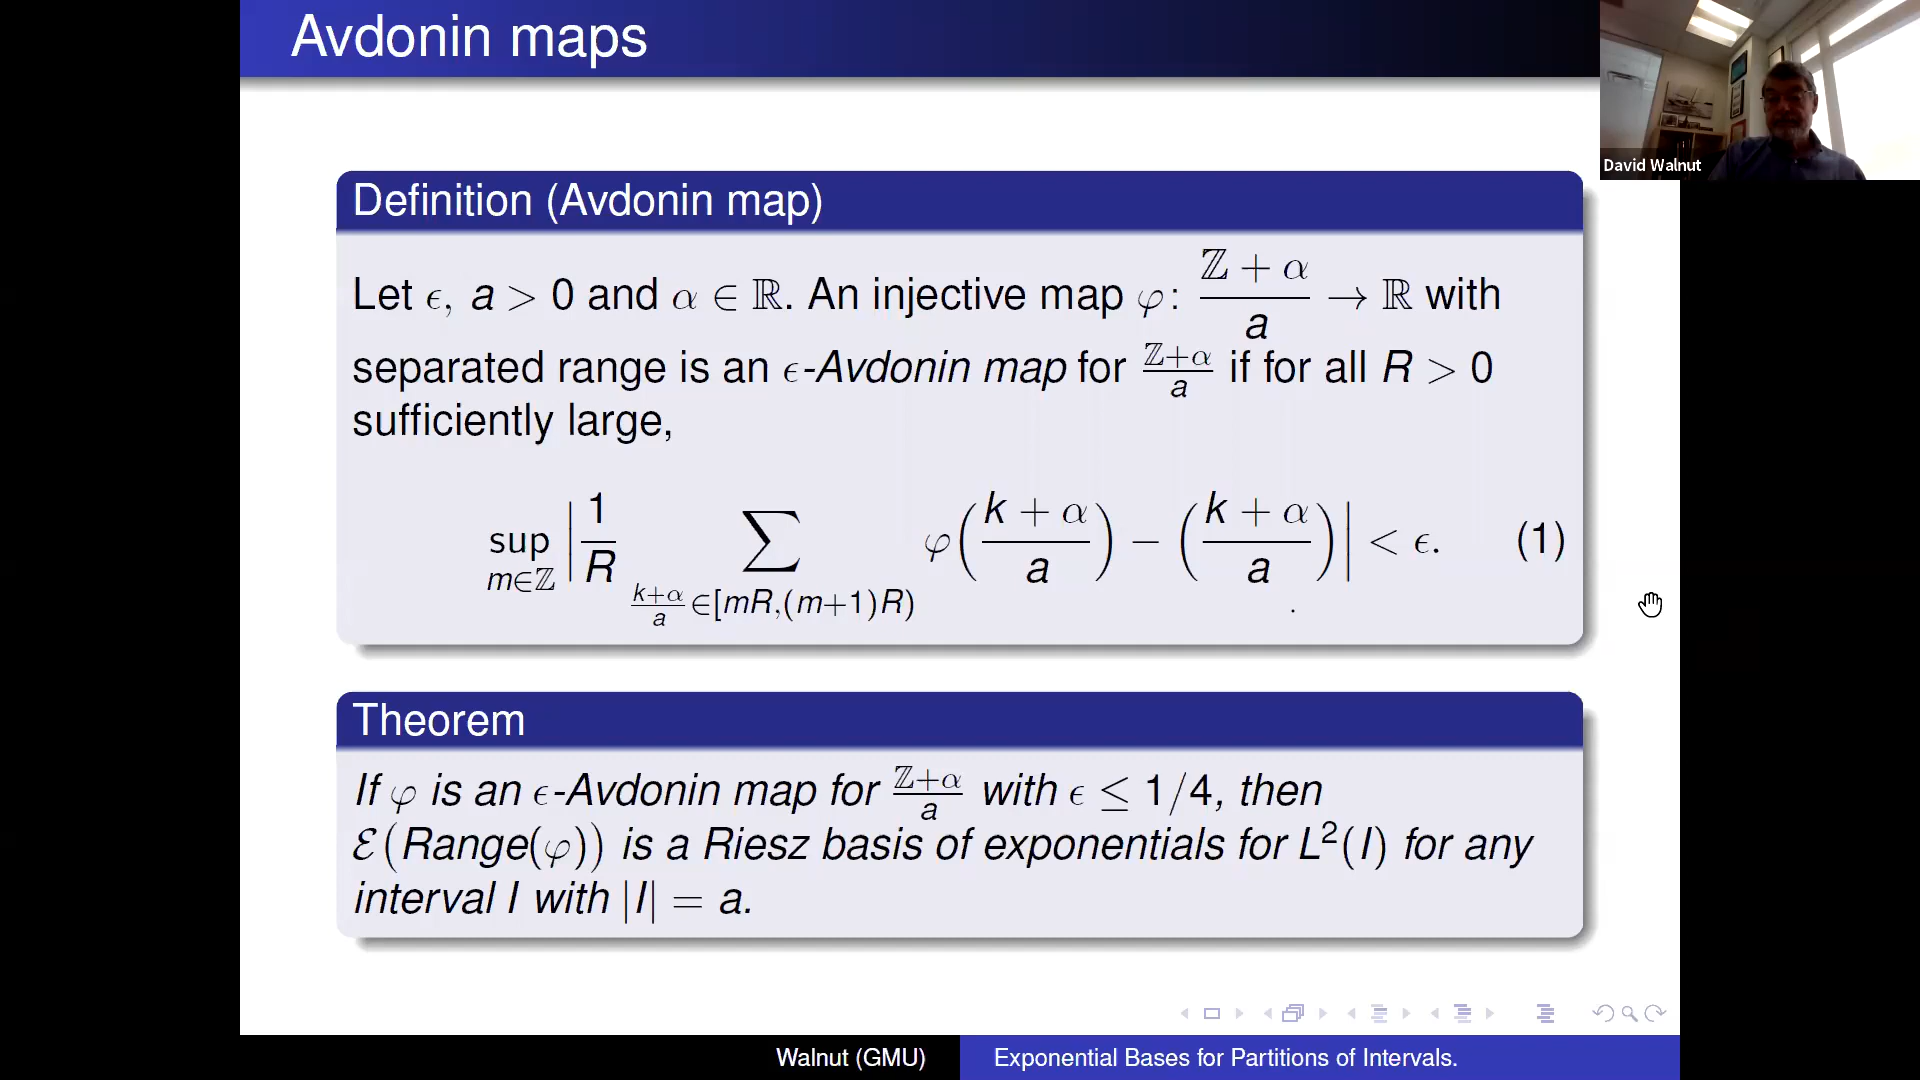 Avdonin maps
David Walnut
Definition (Avdonin map)
Let ϵ, a > 0 and α ∈ ℝ. An injective map φ: (ℤ + α)/a → ℝ with
separated range is an ϵ-Avdonin map for (ℤ+α)/a if for all R > 0
sufficiently large,
sup_{m∈ℤ} | 1/R ∑_{(k+α)/a ∈[mR,(m+1)R)} φ((k + α)/a) − ((k + α)/a) | < ϵ. (1)
Theorem
If φ is an ϵ-Avdonin map for (ℤ+α)/a with ϵ ≤ 1/4, then
ℰ(Range(φ)) is a Riesz basis of exponentials for L²(I) for any
interval I with |I| = a.
Walnut (GMU)
Exponential Bases for Partitions of Intervals.